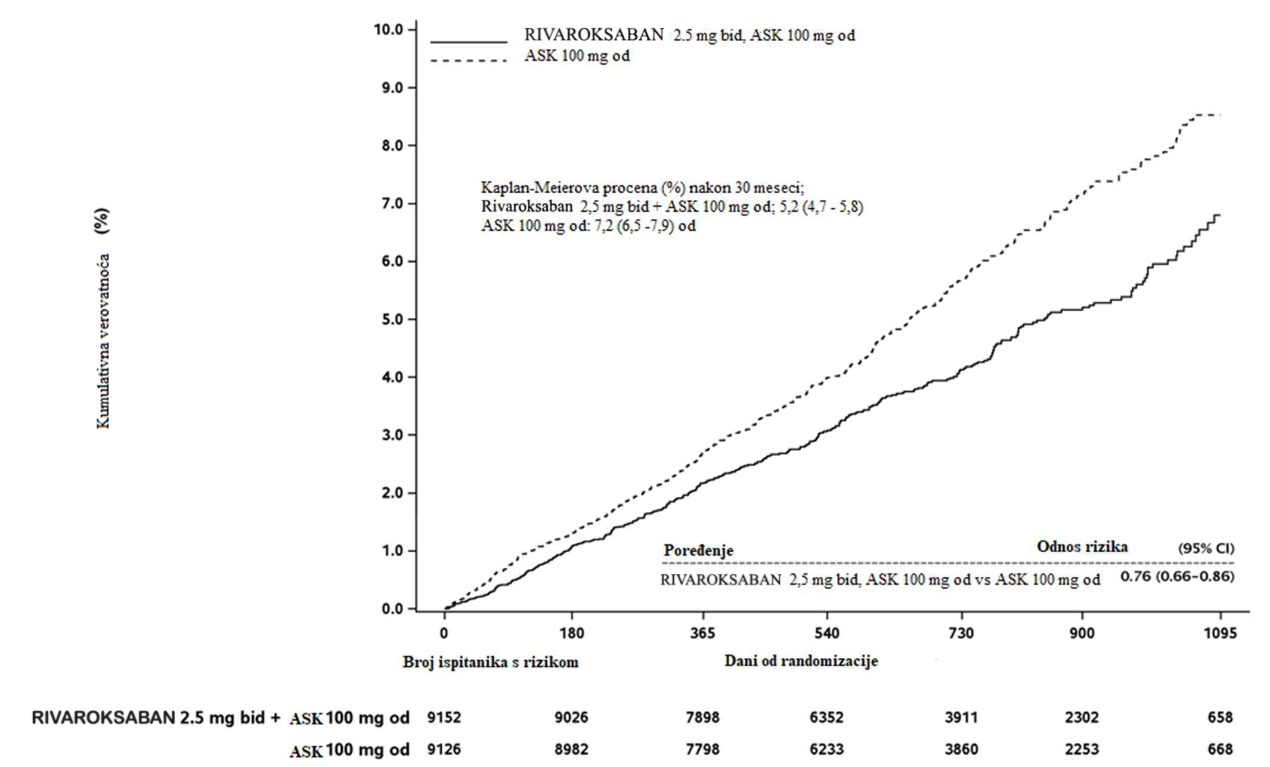 10.0
9.0
8.0
7.0
6.0
5.0
4.0
3.0
2.0
1.0
0.0
Kumulativna verovatnoća (%)
RIVAROKSABAN 2.5 mg bid, ASK 100 mg od
ASK 100 mg od
Kaplan-Meierova procena (%) nakon 30 meseci;
Rivaroksaban 2,5 mg bid + ASK 100 mg od; 5,2 (4,7 - 5,8)
ASK 100 mg od: 7,2 (6,5 -7,9) od
Poređenje Odnos rizika (95% CI)
RIVAROKSABAN 2,5 mg bid, ASK 100 mg od vs ASK 100 mg od 0.76 (0.66–0.86)
0 180 365 540 730 900 1095
Broj ispitanika s rizikom Dani od randomizacije
RIVAROKSABAN 2.5 mg bid + ASK 100 mg od 9152 9026 7898 6352 3911 2302 658
ASK 100 mg od 9126 8982 7798 6233 3860 2253 668